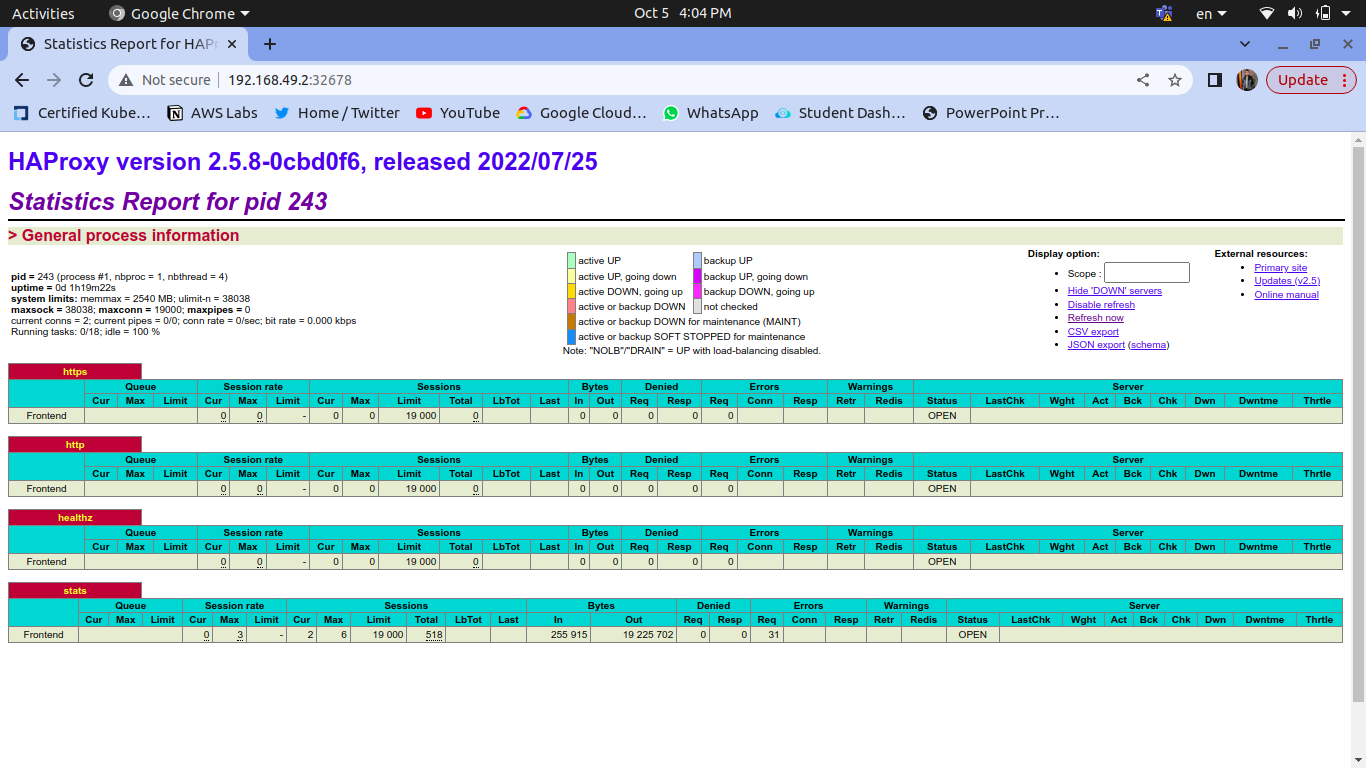 Activities Google Chrome Oct 5 4:04 PM en
Statistics Report for HAPr
Not secure 192.168.49.2:32678 Update
Certified Kube… AWS Labs Home / Twitter YouTube Google Cloud… WhatsApp Student Dash… PowerPoint Pr…
HAProxy version 2.5.8-0cbd0f6, released 2022/07/25
Statistics Report for pid 243
> General process information
pid = 243 (process #1, nbproc = 1, nbthread = 4)
uptime = 0d 1h19m22s
system limits: memmax = 2540 MB; ulimit-n = 38038
maxsock = 38038; maxconn = 19000; maxpipes = 0
current conns = 2; current pipes = 0/0; conn rate = 0/sec; bit rate = 0.000 kbps
Running tasks: 0/18; idle = 100 %
active UP backup UP
active UP, going down backup UP, going down
active DOWN, going up backup DOWN, going up
active or backup DOWN not checked
active or backup DOWN for maintenance (MAINT)
active or backup SOFT STOPPED for maintenance
Note: "NOLB"/"DRAIN" = UP with load-balancing disabled.
Display option:
• Scope :
• Hide 'DOWN' servers
• Disable refresh
• Refresh now
• CSV export
• JSON export (schema)
External resources:
• Primary site
• Updates (v2.5)
• Online manual
https
Queue Session rate Sessions Bytes Denied Errors Warnings Server
Cur Max Limit Cur Max Limit Cur Max Limit Total LbTot Last In Out Req Resp Req Conn Resp Retr Redis Status LastChk Wght Act Bck Chk Dwn Dwntme Thrtle
Frontend 0 0 - 0 0 19 000 0 0 0 0 0 0 OPEN
http
Queue Session rate Sessions Bytes Denied Errors Warnings Server
Cur Max Limit Cur Max Limit Cur Max Limit Total LbTot Last In Out Req Resp Req Conn Resp Retr Redis Status LastChk Wght Act Bck Chk Dwn Dwntme Thrtle
Frontend 0 0 - 0 0 19 000 0 0 0 0 0 0 OPEN
healthz
Queue Session rate Sessions Bytes Denied Errors Warnings Server
Cur Max Limit Cur Max Limit Cur Max Limit Total LbTot Last In Out Req Resp Req Conn Resp Retr Redis Status LastChk Wght Act Bck Chk Dwn Dwntme Thrtle
Frontend 0 0 - 0 0 19 000 0 0 0 0 0 0 OPEN
stats
Queue Session rate Sessions Bytes Denied Errors Warnings Server
Cur Max Limit Cur Max Limit Cur Max Limit Total LbTot Last In Out Req Resp Req Conn Resp Retr Redis Status LastChk Wght Act Bck Chk Dwn Dwntme Thrtle
Frontend 0 3 - 2 6 19 000 518 255 915 19 225 702 0 0 31 OPEN